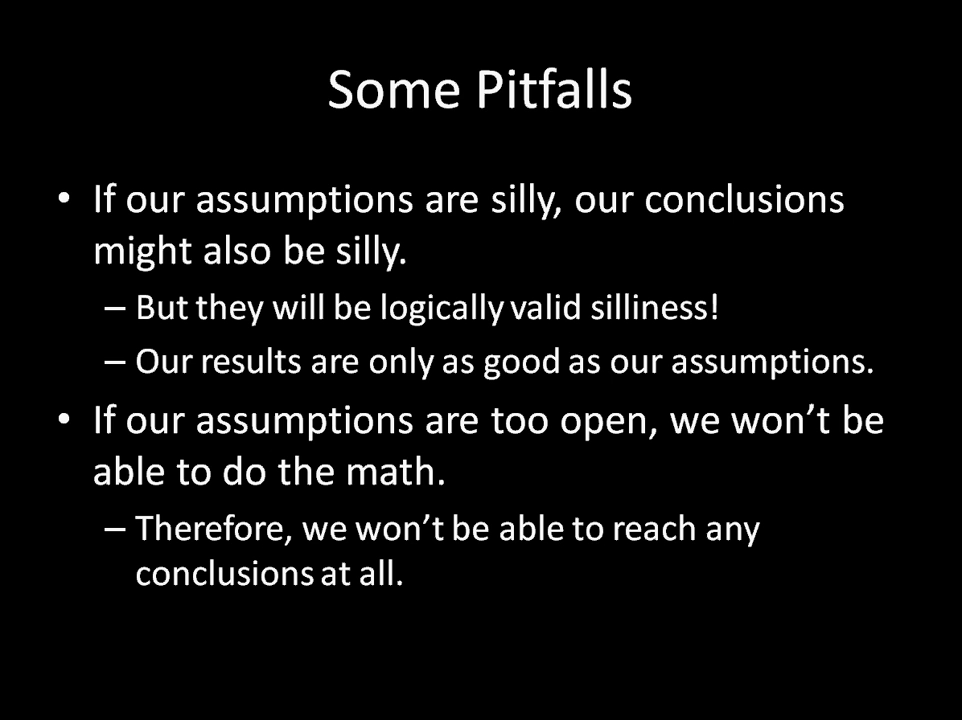 Some Pitfalls
• If our assumptions are silly, our conclusions
might also be silly.
– But they will be logically valid silliness!
– Our results are only as good as our assumptions.
• If our assumptions are too open, we won’t be
able to do the math.
– Therefore, we won’t be able to reach any
conclusions at all.